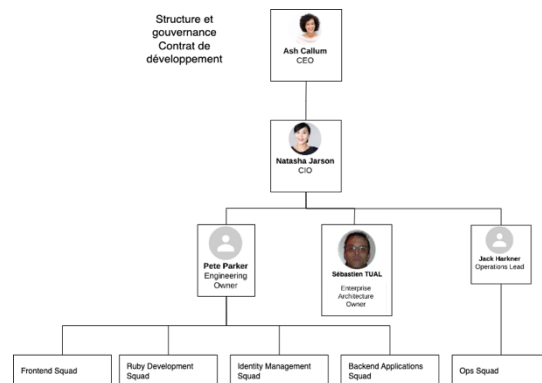 Structure et
gouvernance
Contrat de
développement
Ash Callum
CEO
Natasha Jarson
CIO
Pete Parker
Engineering
Owner
Sébastien TUAL
Enterprise
Architecture
Owner
Jack Harkner
Operations Lead
Frontend Squad
Ruby Development
Squad
Identity Management
Squad
Backend Applications
Squad
Ops Squad